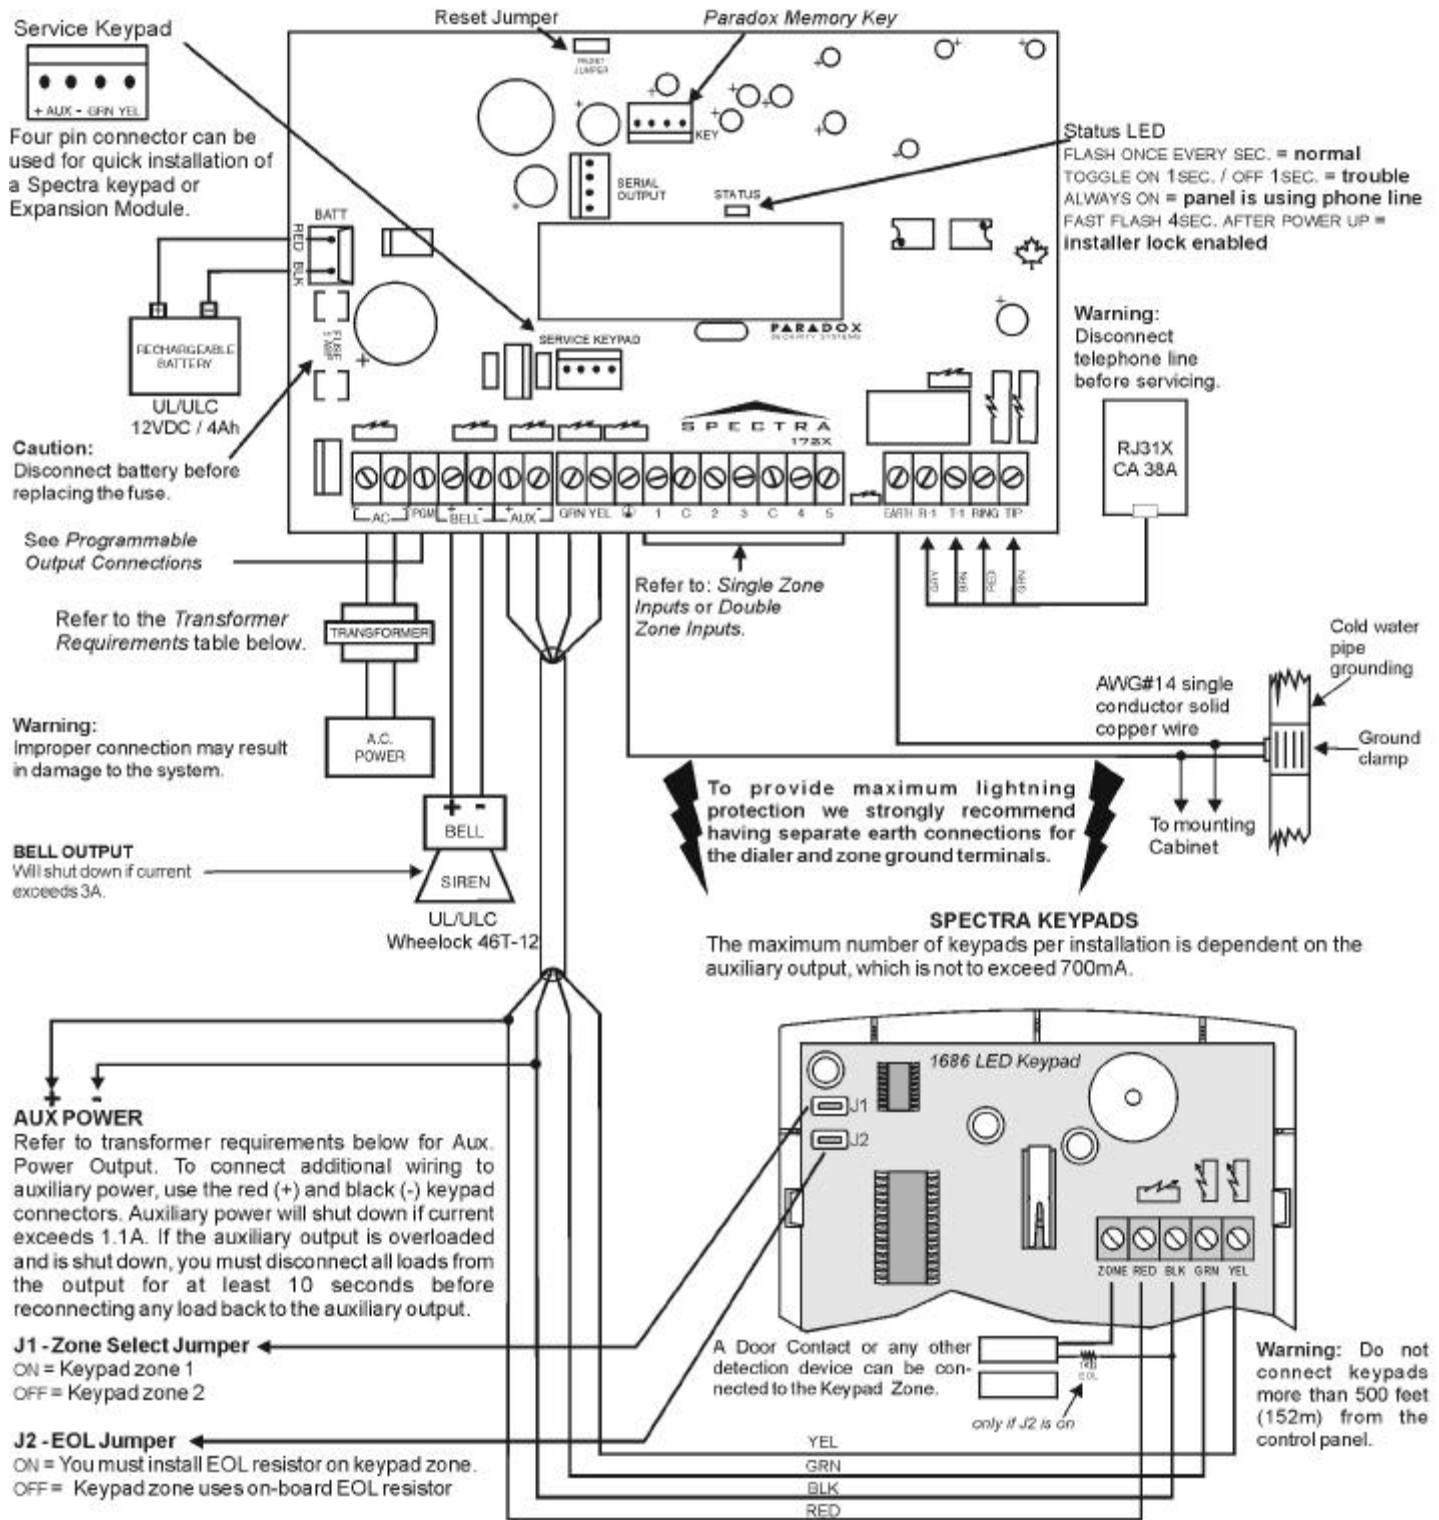 Reset Jumper
Paradox Memory Key
Service Keypad
+ AUX - GRN YEL
Four pin connector can be
used for quick installation of
a Spectra keypad or
Expansion Module.
RESET
JUMPER
KEY
SERIAL
OUTPUT
STATUS
Status LED
FLASH ONCE EVERY SEC. = normal
TOGGLE ON 1SEC. / OFF 1SEC. = trouble
ALWAYS ON = panel is using phone line
FAST FLASH 4SEC. AFTER POWER UP =
installer lock enabled
BATT
RED
BLK
+ -
RECHARGEABLE
BATTERY
UL/ULC
12VDC / 4Ah
FUSE
PARADOX
SECURITY SYSTEMS
SERVICE KEYPAD
Warning:
Disconnect
telephone line
before servicing.
RJ31X
CA 38A
Caution:
Disconnect battery before
replacing the fuse.
SPECTRA
AC PGM + BELL - + AUX - GRN YEL 1 C 2 3 C 4 5 EARTH R-1 T-1 RING TIP
GRY BRN RED GRN
See Programmable
Output Connections
Refer to: Single Zone
Inputs or Double
Zone Inputs.
Refer to the Transformer
Requirements table below.
TRANSFORMER
A.C.
POWER
Warning:
Improper connection may result
in damage to the system.
Cold water
pipe
grounding
AWG#14 single
conductor solid
copper wire
Ground
clamp
To mounting
Cabinet
To provide maximum lightning
protection we strongly recommend
having separate earth connections for
the dialer and zone ground terminals.
+ -
BELL
SIREN
UL/ULC
Wheelock 46T-12
BELL OUTPUT
Will shut down if current
exceeds 3A.
SPECTRA KEYPADS
The maximum number of keypads per installation is dependent on the
auxiliary output, which is not to exceed 700mA.
+ -
AUX POWER
Refer to transformer requirements below for Aux.
Power Output. To connect additional wiring to
auxiliary power, use the red (+) and black (-) keypad
connectors. Auxiliary power will shut down if current
exceeds 1.1A. If the auxiliary output is overloaded
and is shut down, you must disconnect all loads from
the output for at least 10 seconds before
reconnecting any load back to the auxiliary output.
1686 LED Keypad
J1
J2
ZONE RED BLK GRN YEL
J1 - Zone Select Jumper
ON = Keypad zone 1
OFF = Keypad zone 2
A Door Contact or any other
detection device can be con-
nected to the Keypad Zone.
EOL
only if J2 is on
Warning: Do not
connect keypads
more than 500 feet
(152m) from the
control panel.
J2 - EOL Jumper
ON = You must install EOL resistor on keypad zone.
OFF = Keypad zone uses on-board EOL resistor
YEL
GRN
BLK
RED